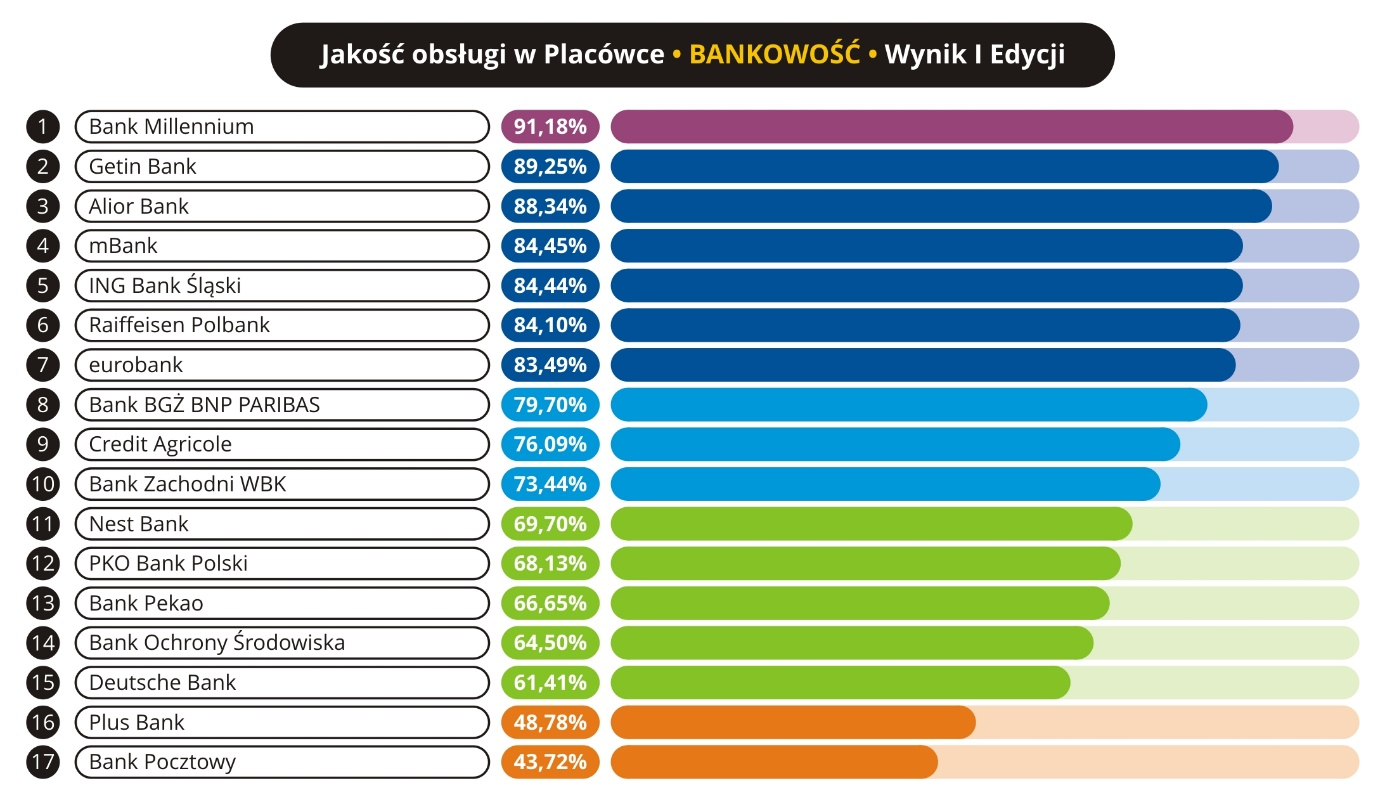 Jakość obsługi w Placówce • BANKOWOŚĆ • Wynik I Edycji
1 Bank Millennium 91,18%
2 Getin Bank 89,25%
3 Alior Bank 88,34%
4 mBank 84,45%
5 ING Bank Śląski 84,44%
6 Raiffeisen Polbank 84,10%
7 eurobank 83,49%
8 Bank BGŻ BNP PARIBAS 79,70%
9 Credit Agricole 76,09%
10 Bank Zachodni WBK 73,44%
11 Nest Bank 69,70%
12 PKO Bank Polski 68,13%
13 Bank Pekao 66,65%
14 Bank Ochrony Środowiska 64,50%
15 Deutsche Bank 61,41%
16 Plus Bank 48,78%
17 Bank Pocztowy 43,72%